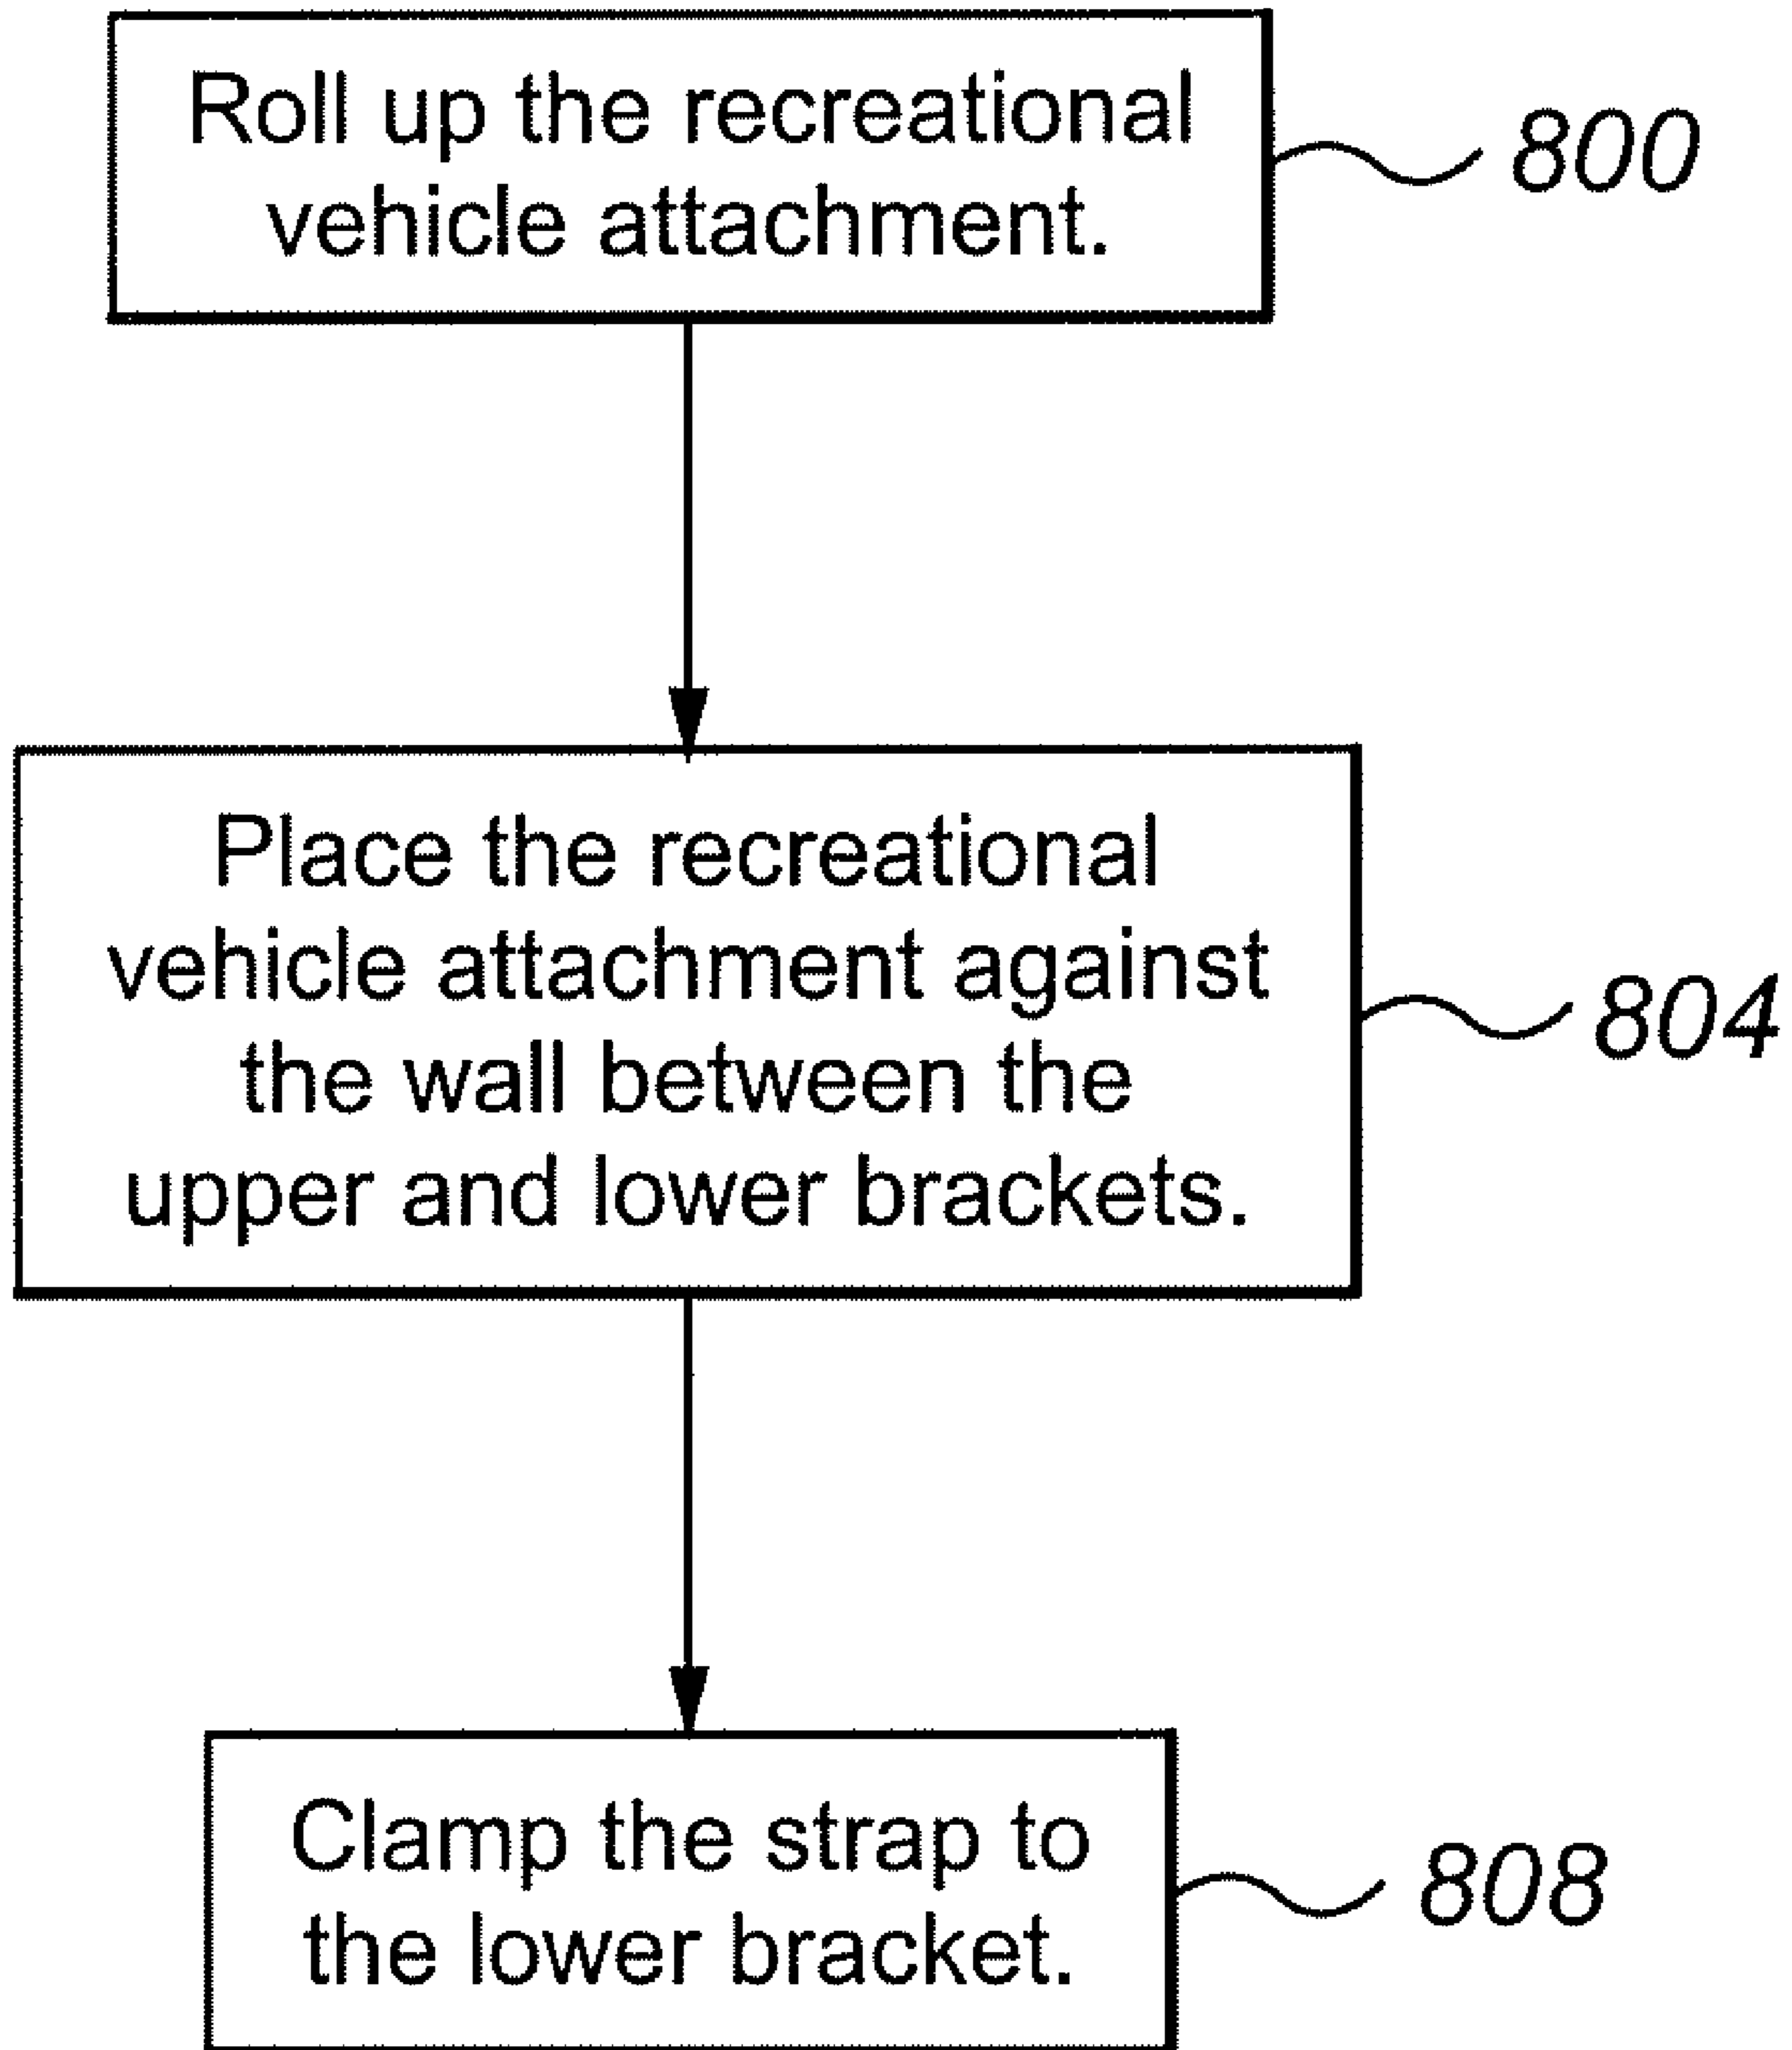 Roll up the recreational
vehicle attachment.
800
Place the recreational
vehicle attachment against
the wall between the
upper and lower brackets.
804
Clamp the strap to
the lower bracket.
808